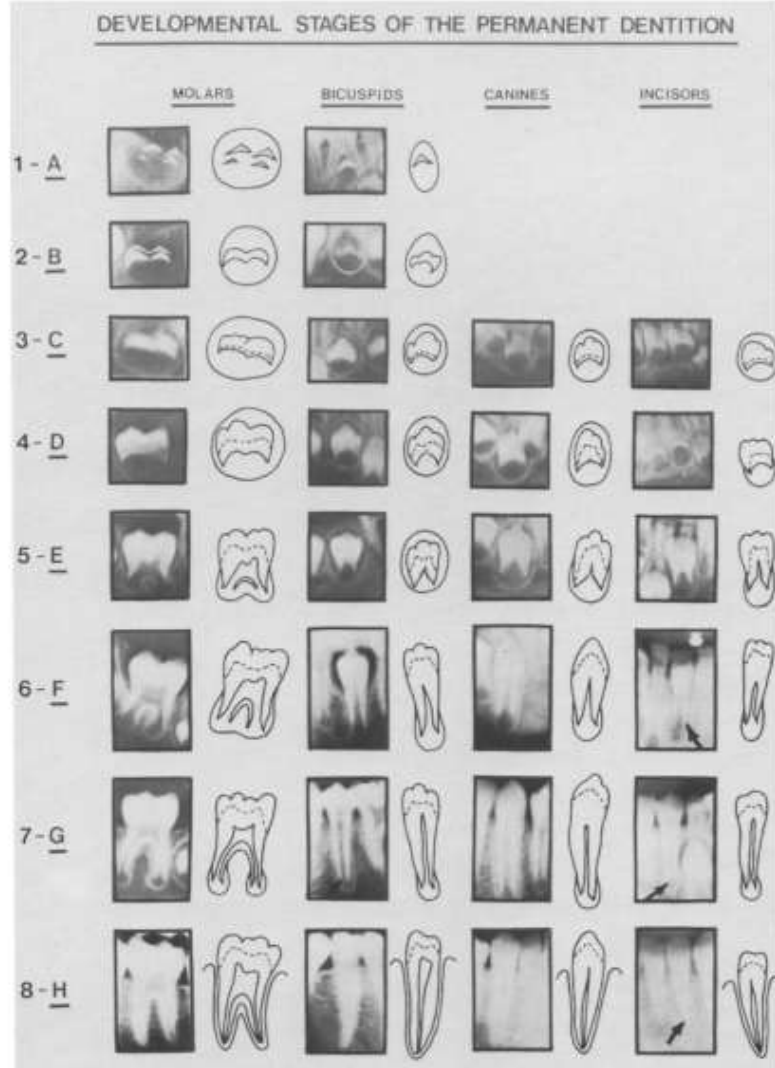 DEVELOPMENTAL STAGES OF THE PERMANENT DENTITION
MOLARS BICUSPIDS CANINES INCISORS
1 - A
2 - B
3 - C
4 - D
5 - E
6 - F
7 - G
8 - H